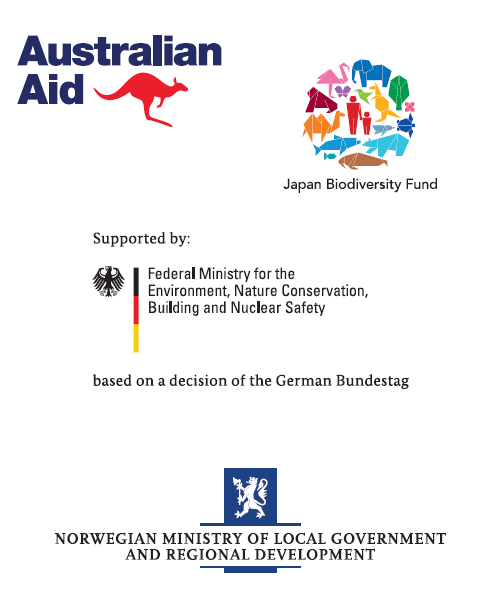 Australian
Aid
Japan Biodiversity Fund
Supported by:
Federal Ministry for the
Environment, Nature Conservation,
Building and Nuclear Safety
based on a decision of the German Bundestag
NORWEGIAN MINISTRY OF LOCAL GOVERNMENT
AND REGIONAL DEVELOPMENT